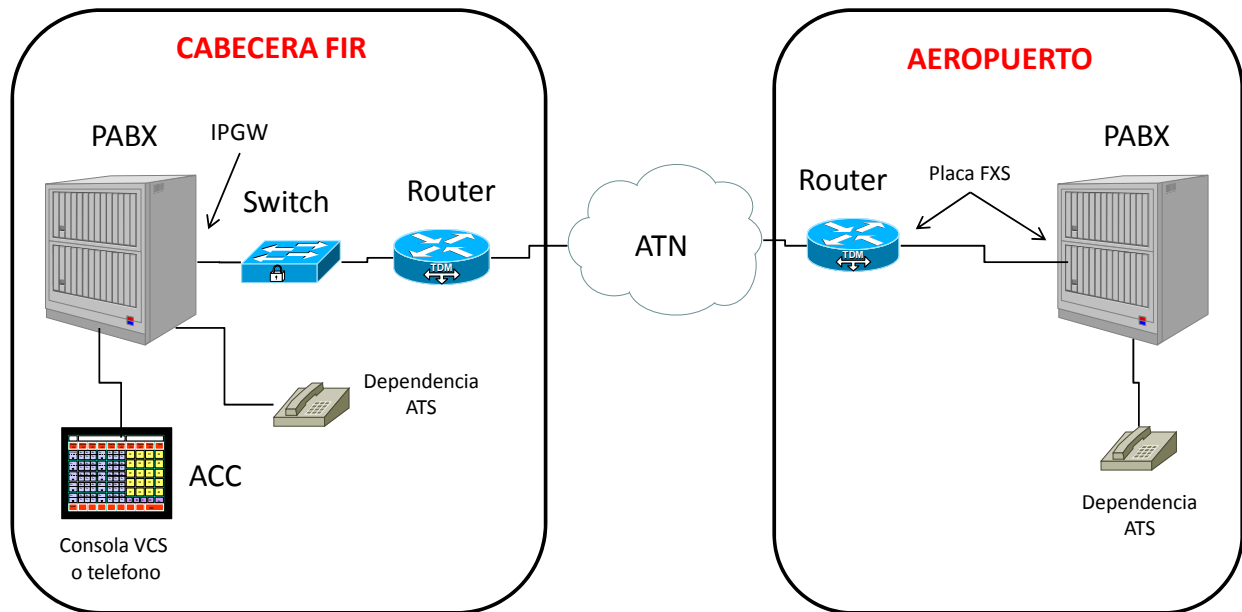 CABECERA FIR
PABX
IPGW
Switch
Router
TDM
Dependencia
ATS
ACC
Consola VCS
o telefono
ATN
AEROPUERTO
Router
TDM
Placa FXS
PABX
Dependencia
ATS